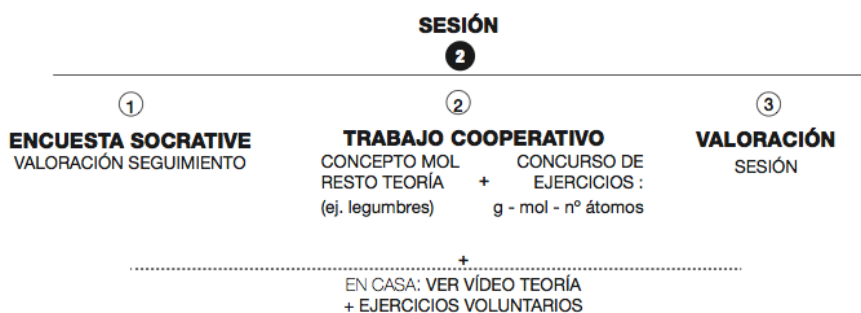 SESIÓN
2
1
2
3
ENCUESTA SOCRATIVE
VALORACIÓN SEGUIMIENTO
TRABAJO COOPERATIVO
CONCEPTO MOL
RESTO TEORÍA
(ej. legumbres)
+
CONCURSO DE
EJERCICIOS :
g - mol - nº átomos
VALORACIÓN
SESIÓN
+
EN CASA: VER VÍDEO TEORÍA
+ EJERCICIOS VOLUNTARIOS